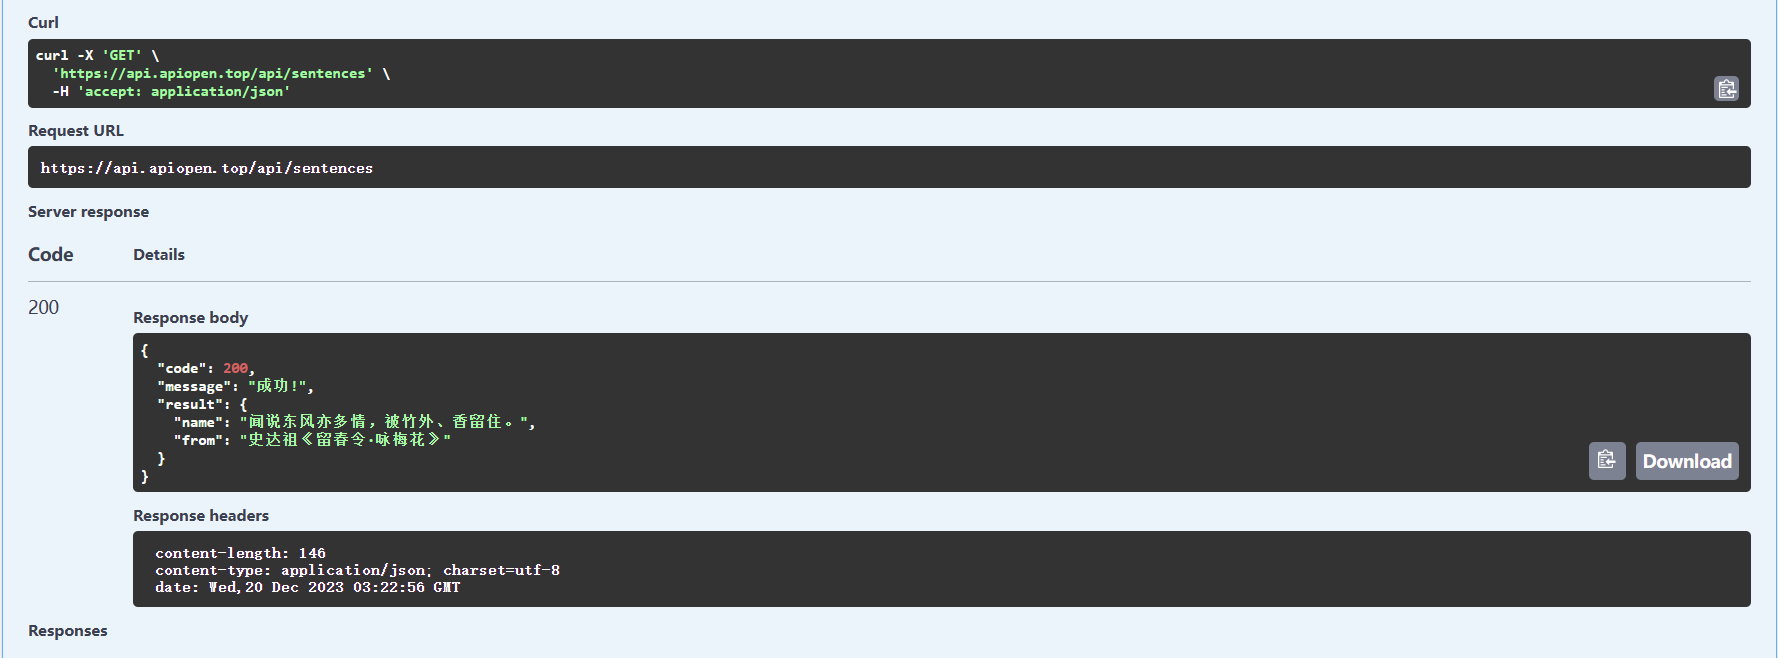 Curl
curl -X 'GET' \
  'https://api.apiopen.top/api/sentences' \
  -H 'accept: application/json'
Request URL
https://api.apiopen.top/api/sentences
Server response
Code Details
200
Response body
{
  "code": 200,
  "message": "成功!",
  "result": {
    "name": "闻说东风亦多情，被竹外、香留住。",
    "from": "史达祖《留春令·咏梅花》"
  }
}
Download
Response headers
content-length: 146
content-type: application/json; charset=utf-8
date: Wed,20 Dec 2023 03:22:56 GMT
Responses